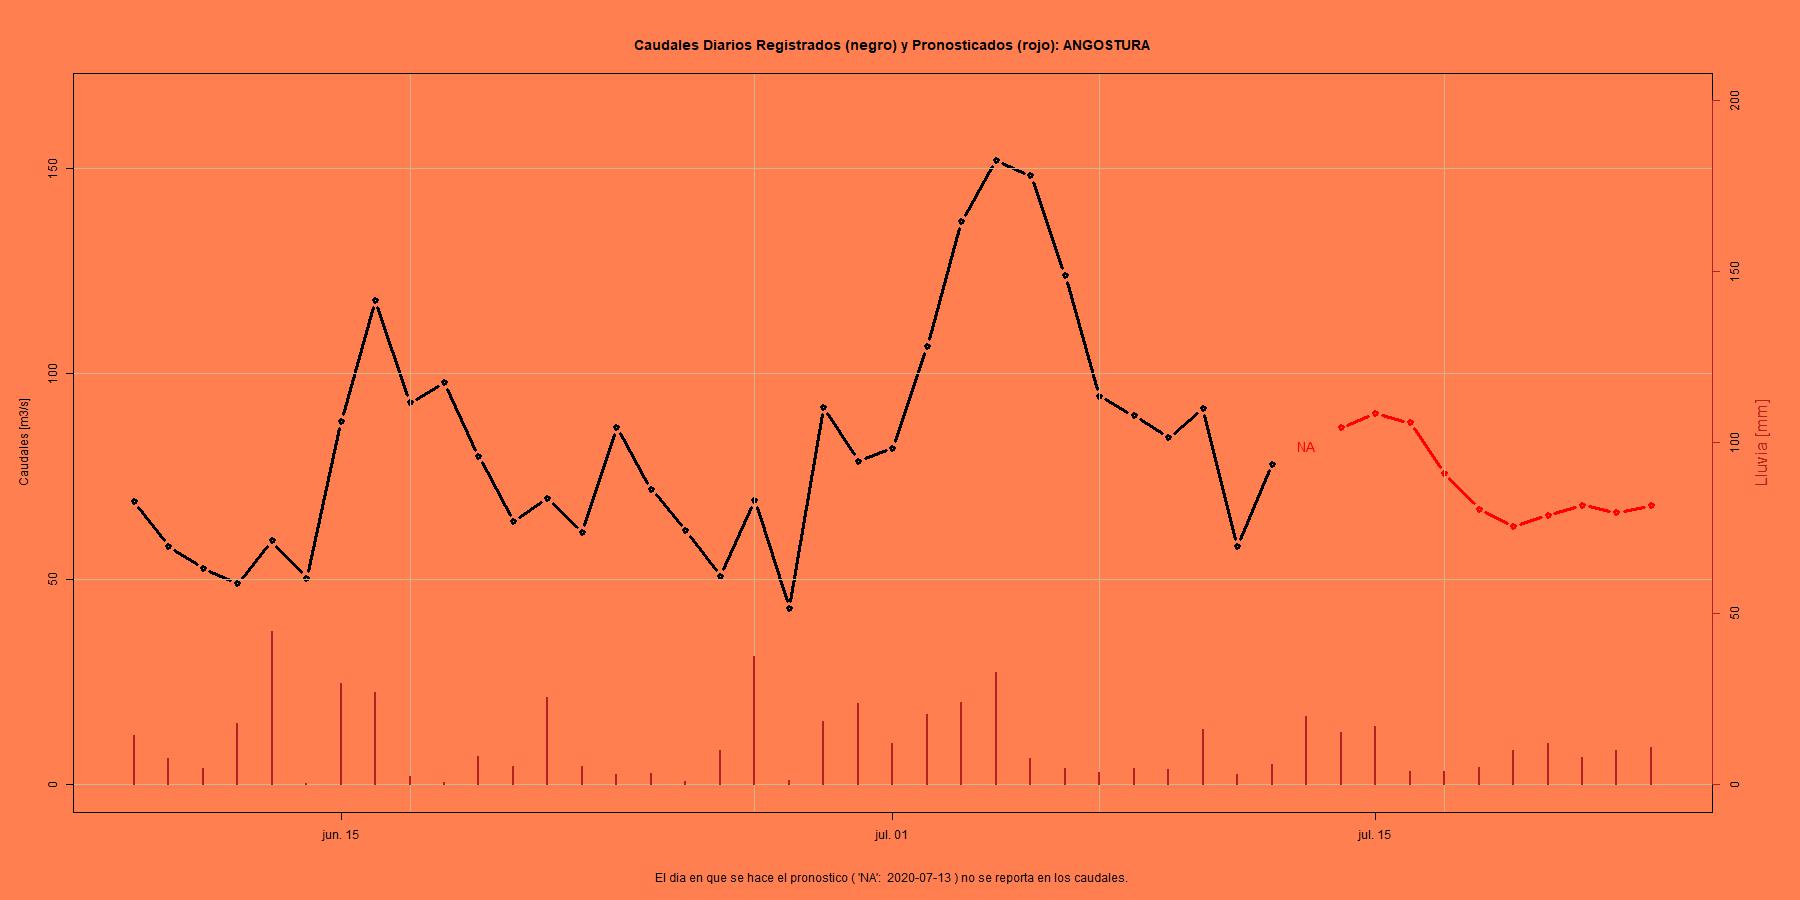 Caudales Diarios Registrados (negro) y Pronosticados (rojo): ANGOSTURA
Caudales [m3/s]
150
100
50
0
NA
200
150
100
50
0
Lluvia [mm]
jun. 15
jul. 01
jul. 15
El dia en que se hace el pronostico ( 'NA': 2020-07-13 ) no se reporta en los caudales.